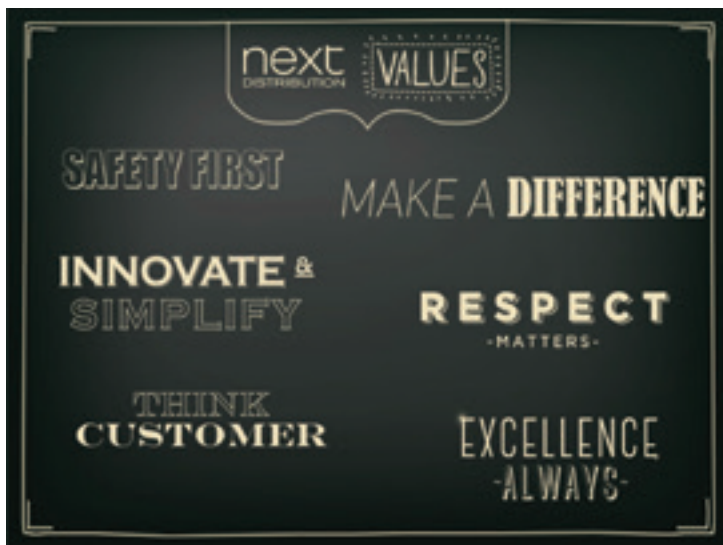 next
DISTRIBUTION
VALUES
SAFETY FIRST
MAKE A DIFFERENCE
INNOVATE &
SIMPLIFY
RESPECT
-MATTERS-
THINK
CUSTOMER
EXCELLENCE
-ALWAYS-